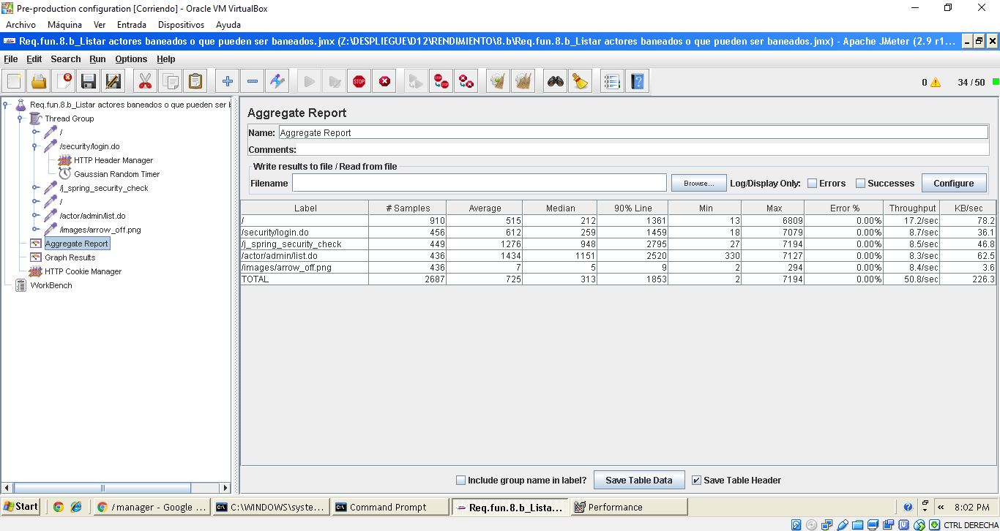 Pre-production configuration [Corriendo] - Oracle VM VirtualBox
Archivo Máquina Ver Entrada Dispositivos Ayuda
Req.fun.8.b_Listar actores baneados o que pueden ser baneados.jmx (Z:\DESPLIEGUE\D12\RENDIMIENTO\8.b\Req.fun.8.b_Listar actores baneados o que pueden ser baneados.jmx) - Apache JMeter (2.9 r1...
File Edit Search Run Options Help
STOP
0 34 / 50
Req.fun.8.b_Listar actores baneados o que pueden ser b
Thread Group
/
/security/login.do
HTTP Header Manager
Gaussian Random Timer
/j_spring_security_check
/
/actor/admin/list.do
/images/arrow_off.png
Aggregate Report
Graph Results
HTTP Cookie Manager
WorkBench
Aggregate Report
Name: Aggregate Report
Comments:
Write results to file / Read from file
Filename Browse... Log/Display Only: Errors Successes Configure
Label # Samples Average Median 90% Line Min Max Error % Throughput KB/sec
/ 910 515 212 1361 13 6809 0.00% 17.2/sec 78.2
/security/login.do 456 612 259 1459 18 7079 0.00% 8.7/sec 36.1
/j_spring_security_check 449 1276 948 2795 27 7194 0.00% 8.5/sec 46.8
/actor/admin/list.do 436 1434 1151 2520 330 7127 0.00% 8.3/sec 62.5
/images/arrow_off.png 436 7 5 9 2 294 0.00% 8.4/sec 3.6
TOTAL 2687 725 313 1853 2 7194 0.00% 50.8/sec 226.3
Include group name in label? Save Table Data Save Table Header
Start /manager - Google ... C:\WINDOWS\syste... Command Prompt Req.fun.8.b_Lista... Performance « 8:02 PM
CTRL DERECHA